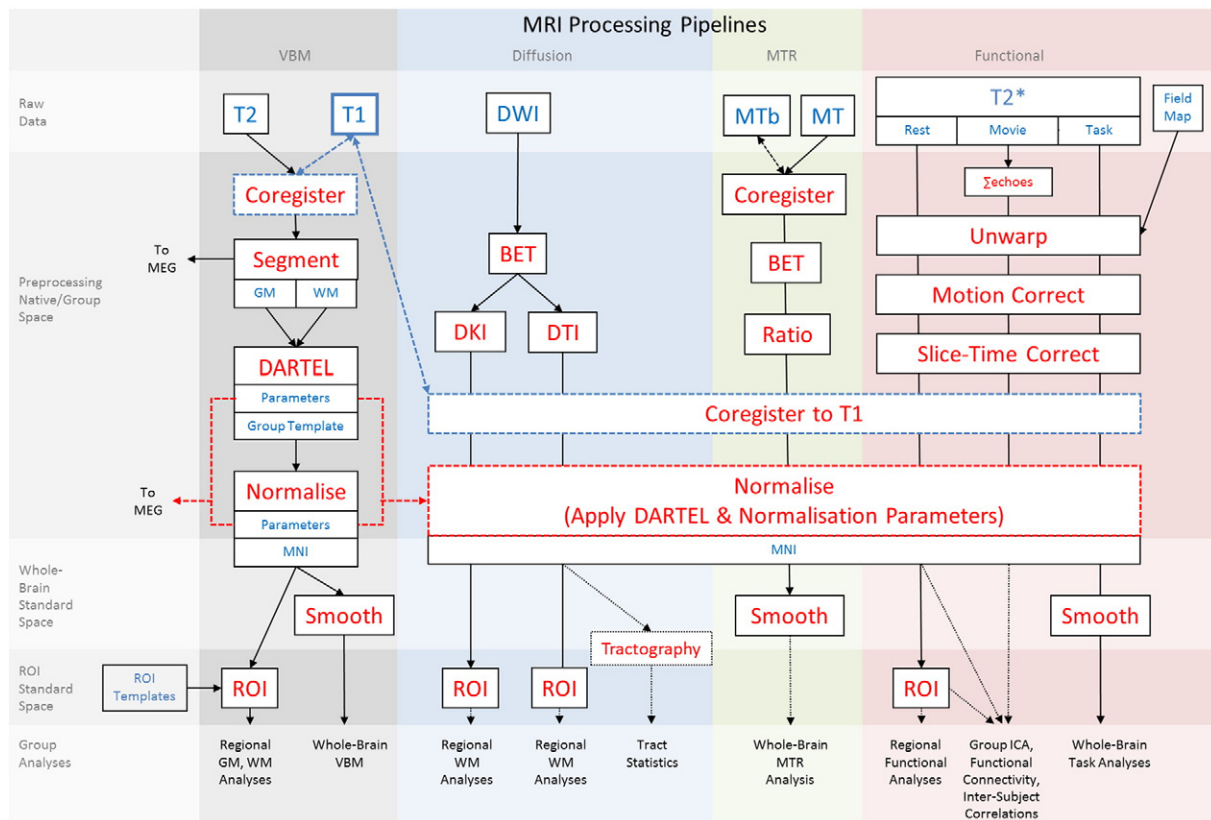 MRI Processing Pipelines
VBM
Diffusion
MTR
Functional
Raw
Data
T2
T1
DWI
MTb
MT
T2*
Rest
Movie
Task
Field
Map
Preprocessing
Native/Group
Space
Coregister
To
MEG
Segment
GM
WM
DARTEL
Parameters
Group Template
To
MEG
Normalise
Parameters
MNI
BET
DKI
DTI
Coregister
BET
Ratio
∑echoes
Unwarp
Motion Correct
Slice-Time Correct
Coregister to T1
Normalise
(Apply DARTEL & Normalisation Parameters)
MNI
Whole-
Brain
Standard
Space
Smooth
Tractography
Smooth
Smooth
ROI
Standard
Space
ROI
Templates
ROI
ROI
ROI
ROI
Group
Analyses
Regional
GM, WM
Analyses
Whole-Brain
VBM
Regional
WM
Analyses
Regional
WM
Analyses
Tract
Statistics
Whole-Brain
MTR
Analysis
Regional
Functional
Analyses
Group ICA,
Functional
Connectivity,
Inter-Subject
Correlations
Whole-Brain
Task Analyses